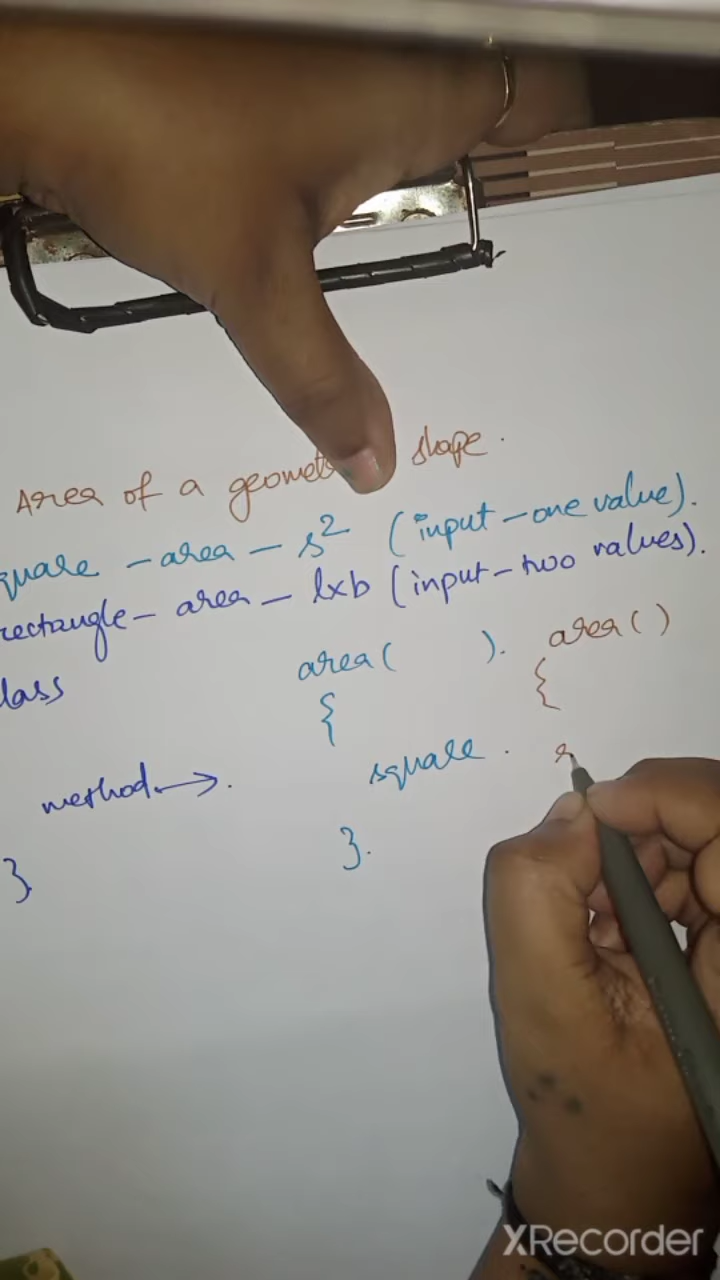 Area of a geomet shape.
quare - area - s² (input - one value).
rectangle - area - lxb (input - two values).
lass
area( ). area()
{ {
method →. square.
} }.
XRecorder